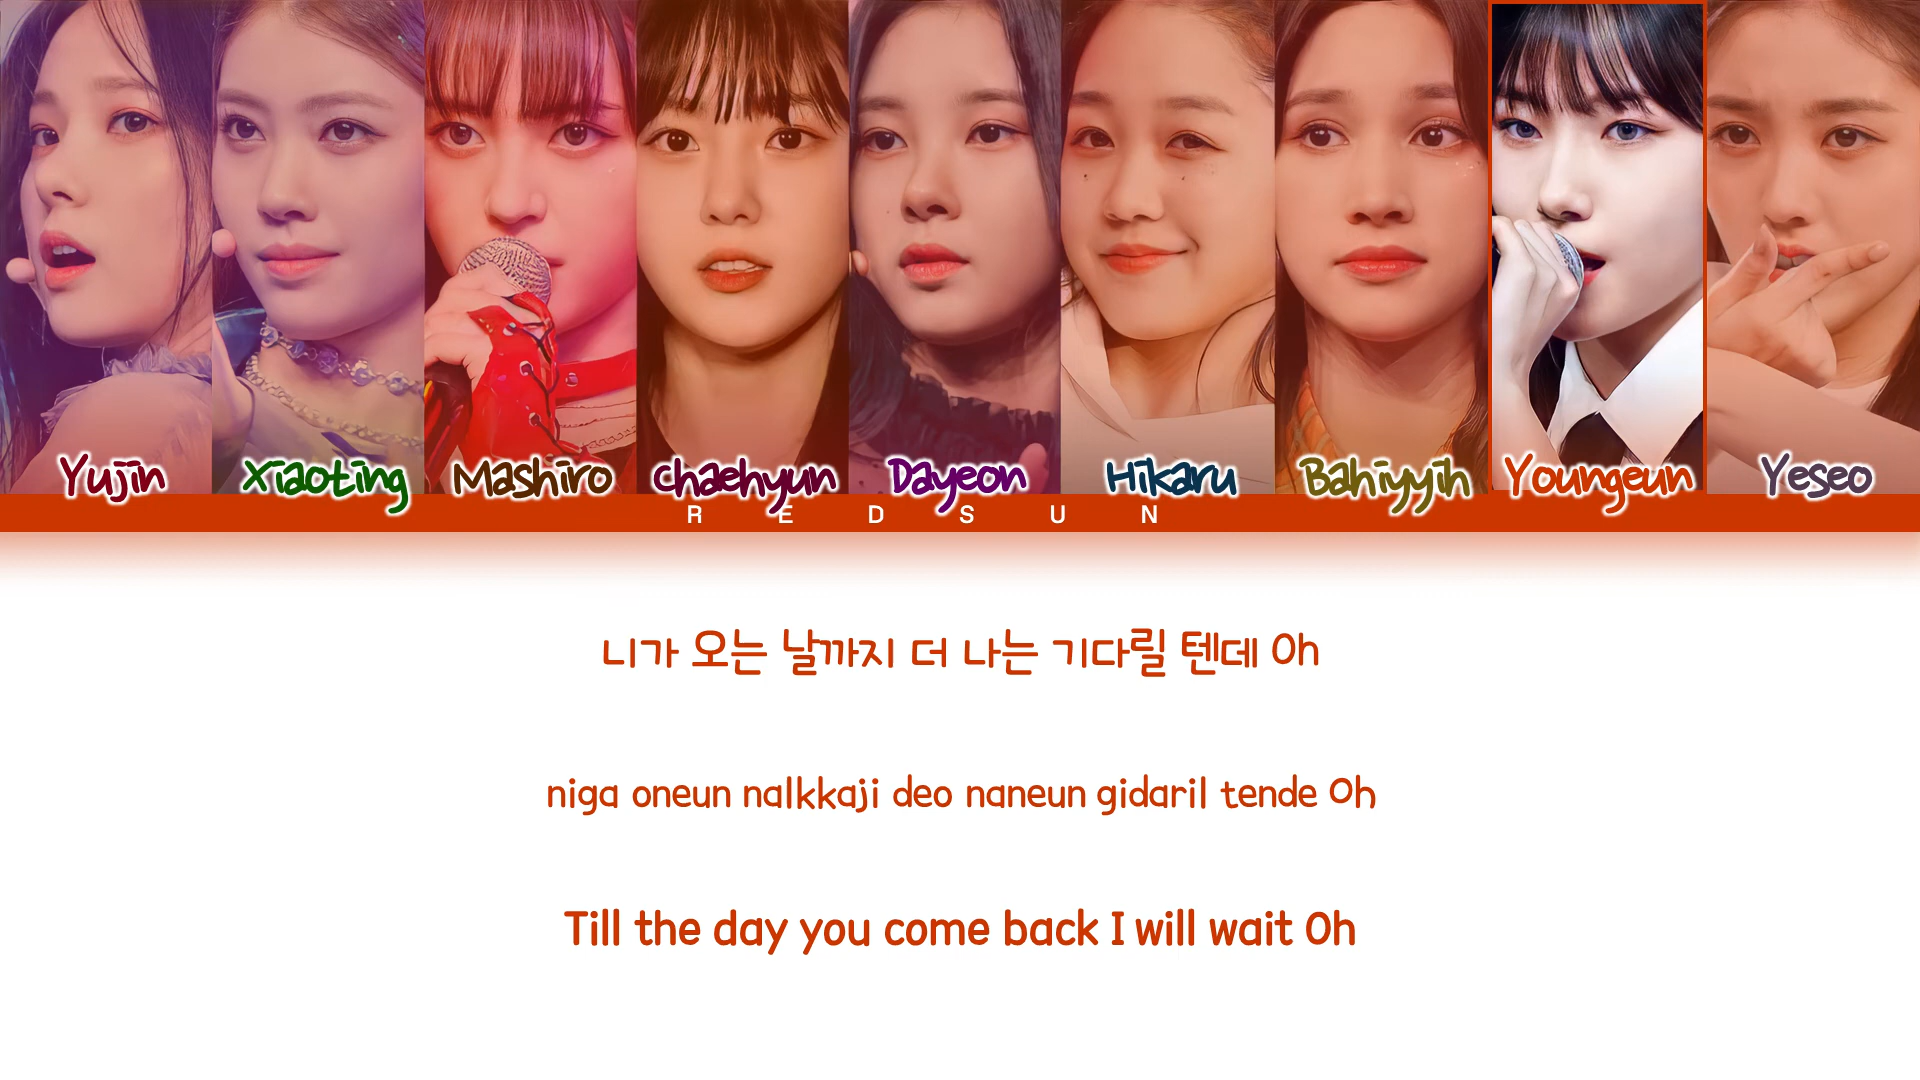 Yujin Xiaoting Mashiro Chaehyun Dayeon Hikaru Bahiyyih Youngeun Yeseo
REDSUN
니가 오는 날까지 더 나는 기다릴 텐데 Oh
niga oneun nalkkaji deo naneun gidaril tende Oh
Till the day you come back I will wait Oh